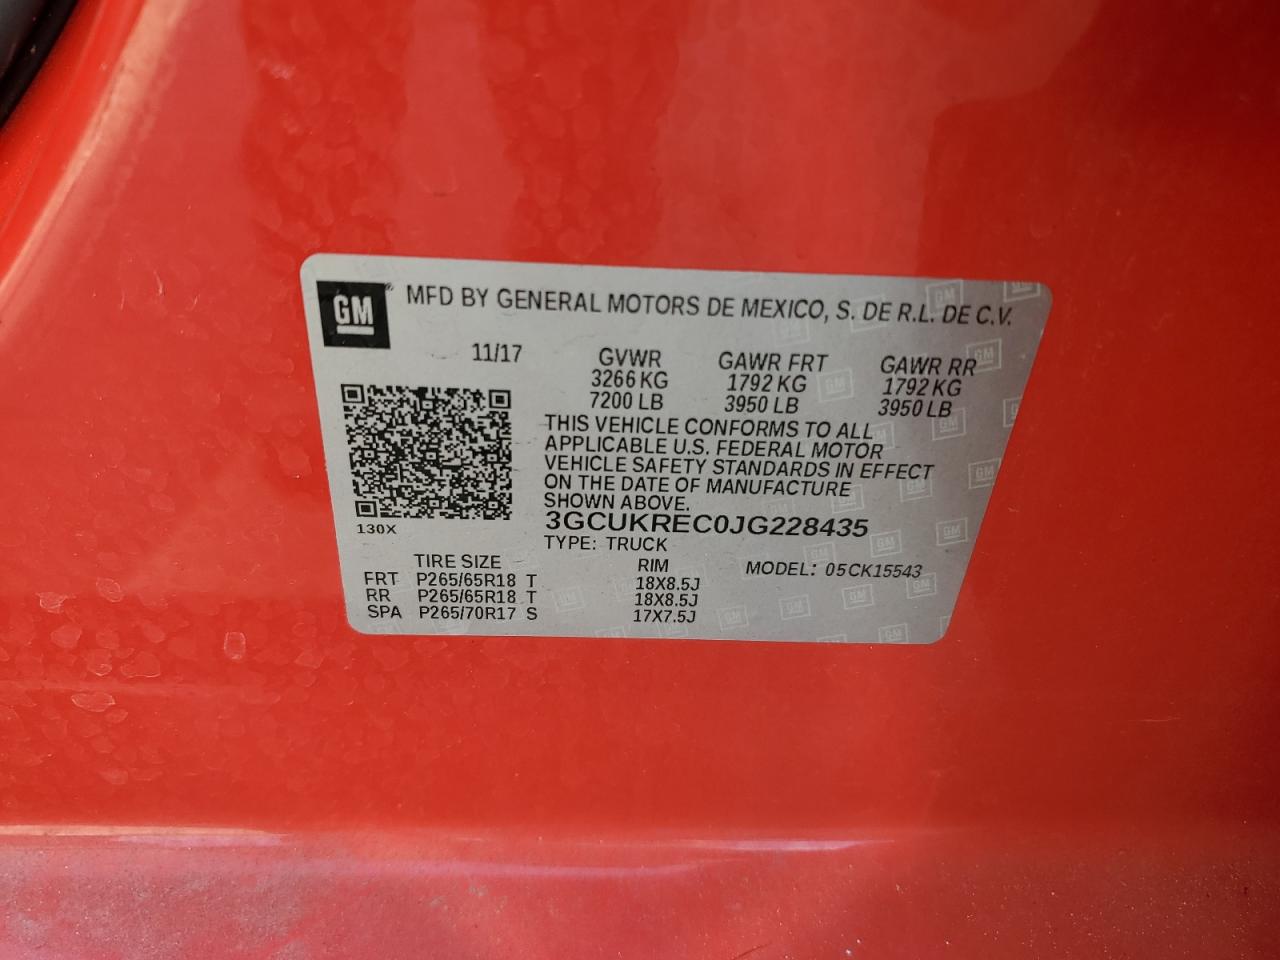 GM
MFD BY GENERAL MOTORS DE MEXICO, S. DE R.L. DE C.V.
11/17 GVWR GAWR FRT GAWR RR
3266 KG 1792 KG 1792 KG
7200 LB 3950 LB 3950 LB
THIS VEHICLE CONFORMS TO ALL
APPLICABLE U.S. FEDERAL MOTOR
VEHICLE SAFETY STANDARDS IN EFFECT
ON THE DATE OF MANUFACTURE
SHOWN ABOVE.
130X
3GCUKREC0JG228435
TYPE: TRUCK
TIRE SIZE RIM MODEL: 05CK15543
FRT P265/65R18 T 18X8.5J
RR P265/65R18 T 18X8.5J
SPA P265/70R17 S 17X7.5J